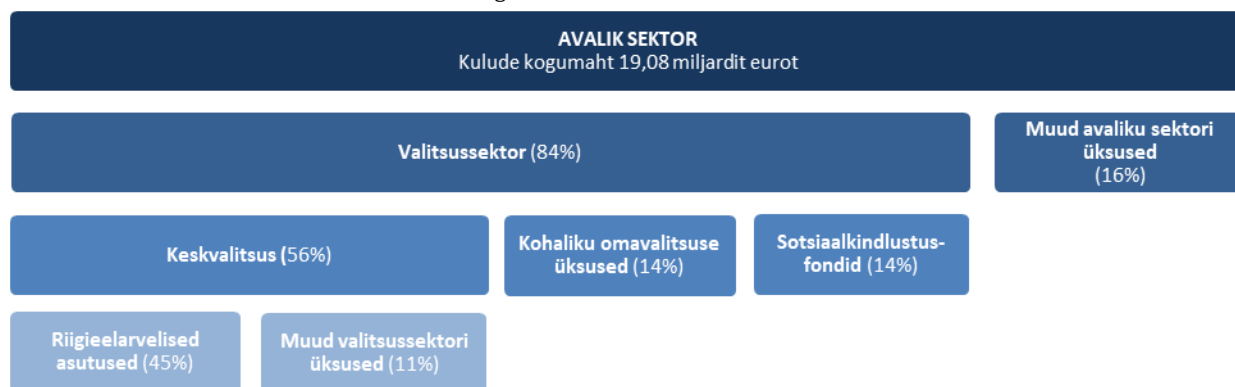 AVALIK SEKTOR
Kulude kogumaht 19,08 miljardit eurot
Valitsussektor (84%)
Muud avaliku sektori
üksused
(16%)
Keskvalitsus (56%)
Kohaliku omavalitsuse
üksused (14%)
Sotsiaalkindlustus-
fondid (14%)
Riigieelarvelised
asutused (45%)
Muud valitsussektori
üksused (11%)